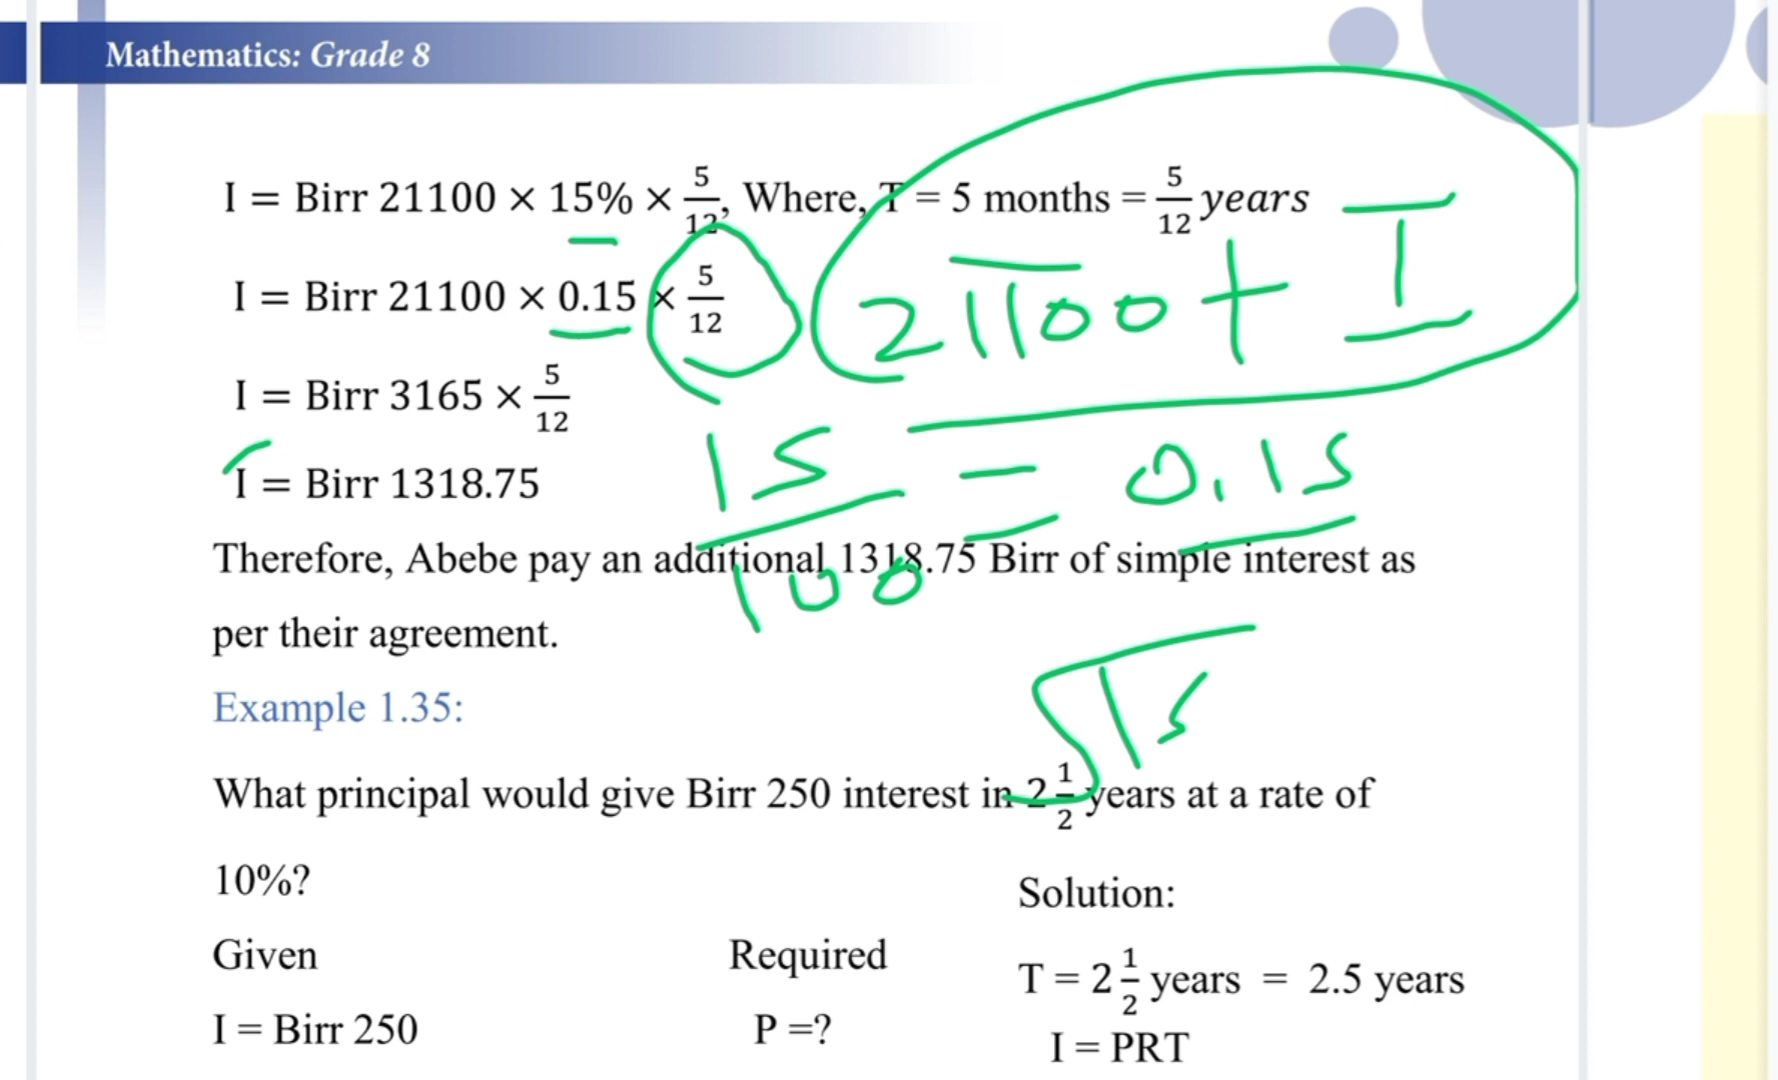 Mathematics: Grade 8
I = Birr 21100 × 15% × 5/12, Where, T = 5 months = 5/12 years
I = Birr 21100 × 0.15 × 5/12
21100 + I
I = Birr 3165 × 5/12
I = Birr 1318.75
15/100 = 0.15
Therefore, Abebe pay an additional 1318.75 Birr of simple interest as
per their agreement.
Example 1.35:
15
What principal would give Birr 250 interest in 2 1/2 years at a rate of
10%?
Solution:
Given
Required
T = 2 1/2 years = 2.5 years
I = Birr 250
P =?
I = PRT